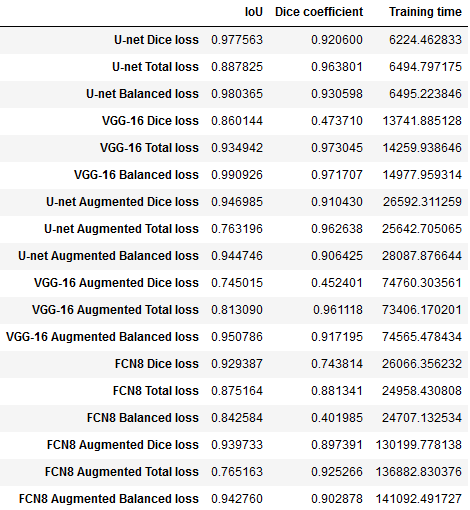 IoU Dice coefficient Training time
U-net Dice loss 0.977563 0.920600 6224.462833
U-net Total loss 0.887825 0.963801 6494.797175
U-net Balanced loss 0.980365 0.930598 6495.223846
VGG-16 Dice loss 0.860144 0.473710 13741.885128
VGG-16 Total loss 0.934942 0.973045 14259.938646
VGG-16 Balanced loss 0.990926 0.971707 14977.959314
U-net Augmented Dice loss 0.946985 0.910430 26592.311259
U-net Augmented Total loss 0.763196 0.962638 25642.705065
U-net Augmented Balanced loss 0.944746 0.906425 28087.876644
VGG-16 Augmented Dice loss 0.745015 0.452401 74760.303561
VGG-16 Augmented Total loss 0.813090 0.961118 73406.170201
VGG-16 Augmented Balanced loss 0.950786 0.917195 74565.478434
FCN8 Dice loss 0.929387 0.743814 26066.356232
FCN8 Total loss 0.875164 0.881341 24958.430808
FCN8 Balanced loss 0.842584 0.401985 24707.132534
FCN8 Augmented Dice loss 0.939733 0.897391 130199.778138
FCN8 Augmented Total loss 0.765163 0.925266 136882.830376
FCN8 Augmented Balanced loss 0.942760 0.902878 141092.491727